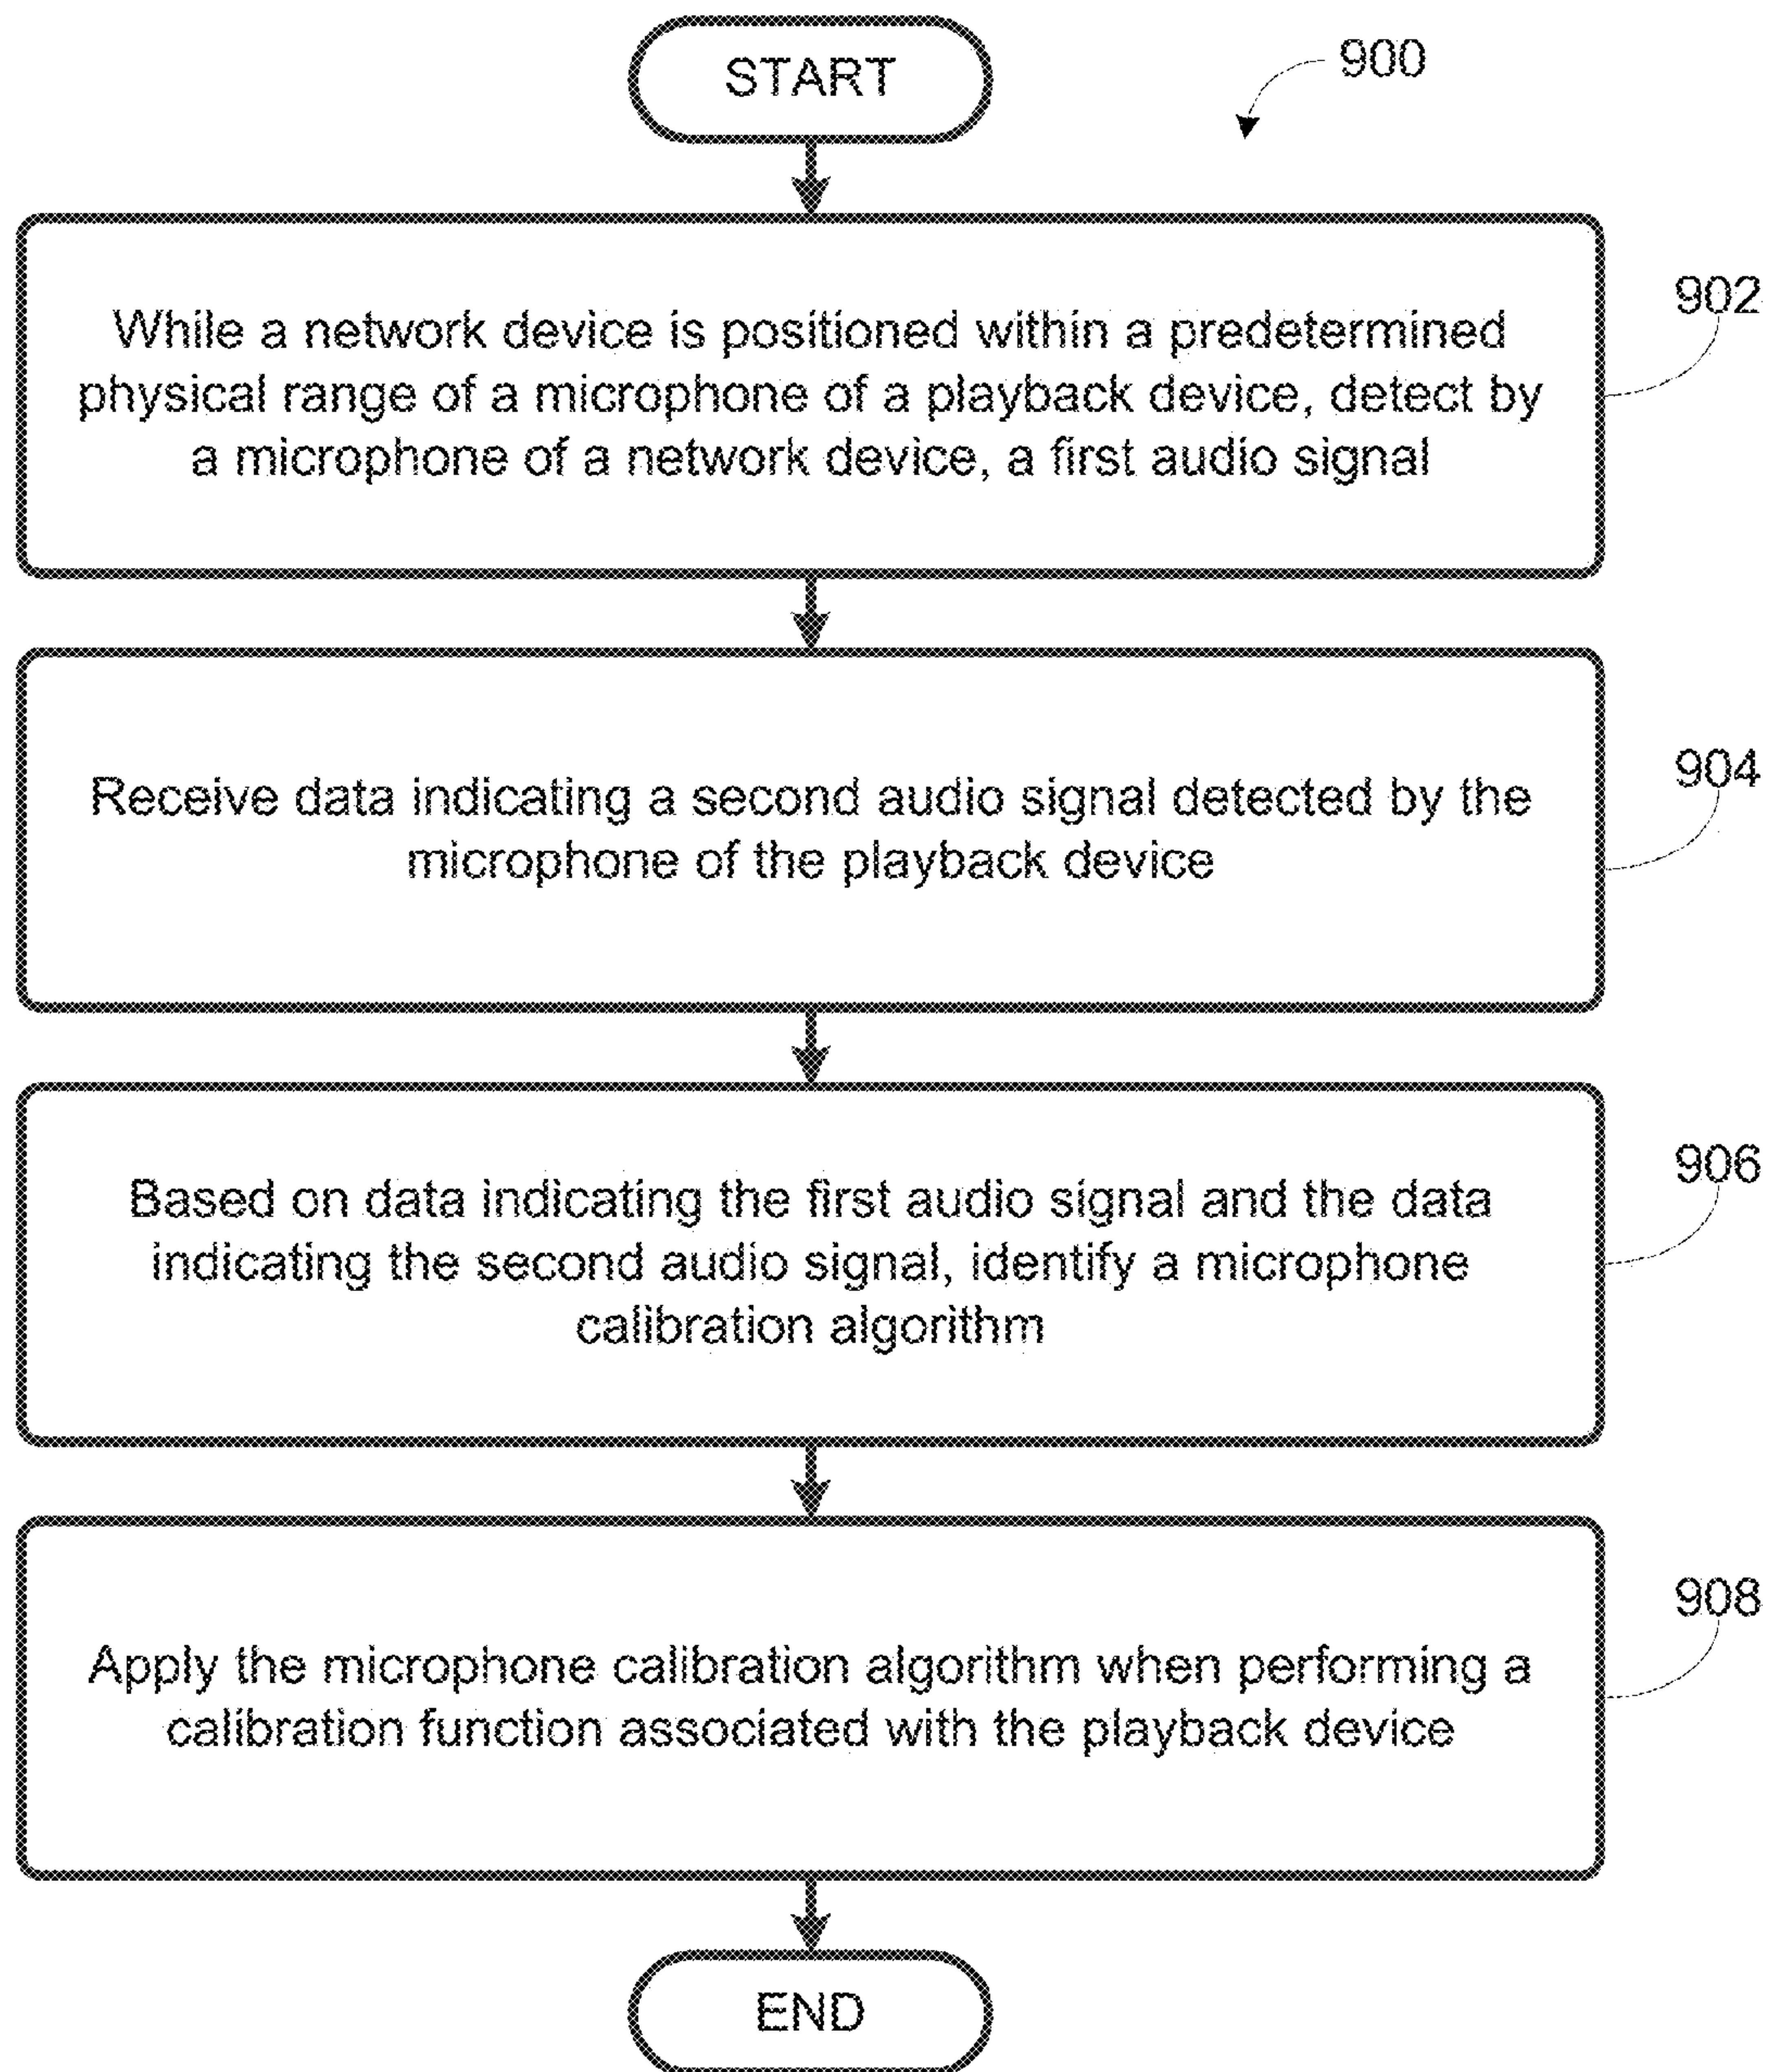 START
900
While a network device is positioned within a predetermined
physical range of a microphone of a playback device, detect by
a microphone of a network device, a first audio signal
902
Receive data indicating a second audio signal detected by the
microphone of the playback device
904
Based on data indicating the first audio signal and the data
indicating the second audio signal, identify a microphone
calibration algorithm
906
Apply the microphone calibration algorithm when performing a
calibration function associated with the playback device
908
END